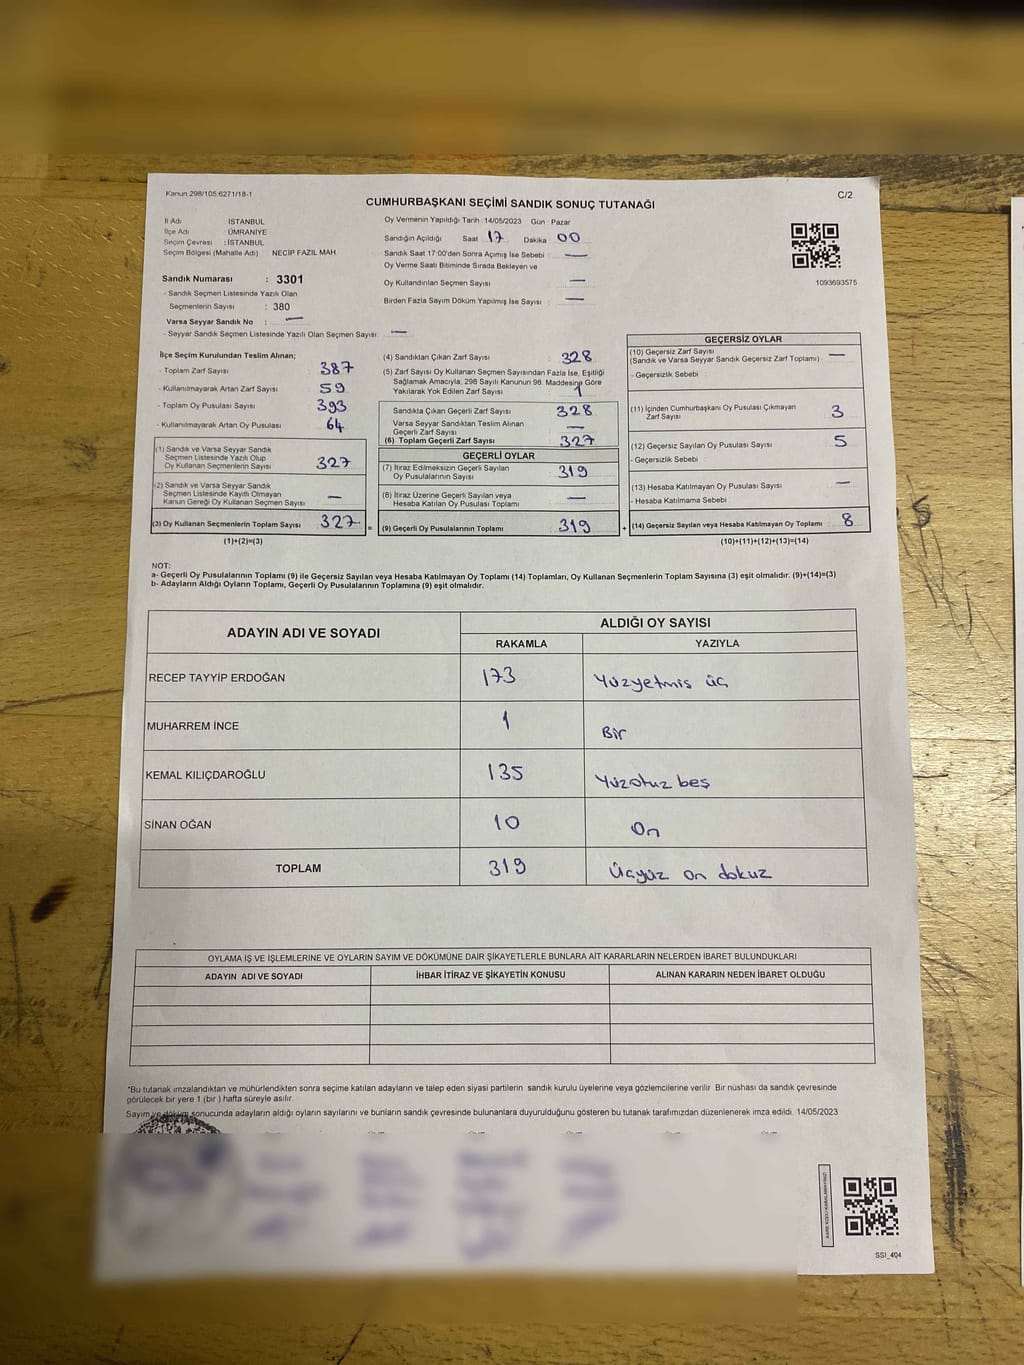 Kanun 298/105.6271/18-1
C/2
CUMHURBAŞKANI SEÇİMİ SANDIK SONUÇ TUTANAĞI
İl Adı : İSTANBUL
İlçe Adı : ÜMRANİYE
Seçim Çevresi : İSTANBUL
Seçim Bölgesi (Mahalle Adı) : NECİP FAZIL MAH
Sandık Numarası : 3301
- Sandık Seçmen Listesinde Yazılı Olan
Seçmenlerin Sayısı : 380
Varsa Seyyar Sandık No : —
- Seyyar Sandık Seçmen Listesinde Yazılı Olan Seçmen Sayısı: —
Oy Vermenin Yapıldığı Tarih :14/05/2023 Gün : Pazar
Sandığın Açıldığı Saat 17 Dakika 00
Sandık Saat 17:00'den Sonra Açımış İse Sebebi : —
Oy Verme Saati Bitiminde Sırada Bekleyen ve
Oy Kullandırılan Seçmen Sayısı : —
Birden Fazla Sayım Döküm Yapılmış İse Sayısı : —
1093693575
İlçe Seçim Kurulundan Teslim Alınan;
- Toplam Zarf Sayısı : 387
- Kullanılmayarak Artan Zarf Sayısı : 59
- Toplam Oy Pusulası Sayısı : 393
- Kullanılmayarak Artan Oy Pusulası : 64
(1) Sandık ve Varsa Seyyar Sandık
Seçmen Listesinde Yazılı Olup
Oy Kullanan Seçmenlerin Sayısı : 327
(2) Sandık ve Varsa Seyyar Sandık
Seçmen Listesinde Kayıtlı Olmayan
Kanun Gereği Oy Kullanan Seçmen Sayısı : —
(3) Oy Kullanan Seçmenlerin Toplam Sayısı : 327
(1)+(2)=(3)
(4) Sandıktan Çıkan Zarf Sayısı : 328
(5) Zarf Sayısı Oy Kullanan Seçmen Sayısından Fazla İse, Eşitliği
Sağlamak Amacıyla, 298 Sayılı Kanunun 98. Maddesine Göre
Yakılarak Yok Edilen Zarf Sayısı : 1
Sandıkta Çıkan Geçerli Zarf Sayısı : 328
Varsa Seyyar Sandıktan Teslim Alınan
Geçerli Zarf Sayısı : —
(6) Toplam Geçerli Zarf Sayısı : 327
GEÇERLİ OYLAR
(7) İtiraz Edilmeksizin Geçerli Sayılan
Oy Pusulalarının Sayısı : 319
(8) İtiraz Üzerine Geçerli Sayılan veya
Hesaba Katılan Oy Pusulası Toplamı : —
= (9) Geçerli Oy Pusulalarının Toplamı : 319
GEÇERSİZ OYLAR
(10) Geçersiz Zarf Sayısı
(Sandık ve Varsa Seyyar Sandık Geçersiz Zarf Toplamı) : —
- Geçersizlik Sebebi :
(11) İçinden Cumhurbaşkanı Oy Pusulası Çıkmayan
Zarf Sayısı : 3
(12) Geçersiz Sayılan Oy Pusulası Sayısı : 5
- Geçersizlik Sebebi :
(13) Hesaba Katılmayan Oy Pusulası Sayısı : —
- Hesaba Katılmama Sebebi :
+ (14) Geçersiz Sayılan veya Hesaba Katılmayan Oy Toplamı : 8
(10)+(11)+(12)+(13)=(14)
NOT:
a- Geçerli Oy Pusulalarının Toplamı (9) ile Geçersiz Sayılan veya Hesaba Katılmayan Oy Toplamı (14) Toplamları, Oy Kullanan Seçmenlerin Toplam Sayısına (3) eşit olmalıdır. (9)+(14)=(3)
b- Adayların Aldığı Oyların Toplamı, Geçerli Oy Pusulalarının Toplamına (9) eşit olmalıdır.
ADAYIN ADI VE SOYADI ALDIĞI OY SAYISI
RAKAMLA YAZIYLA
RECEP TAYYİP ERDOĞAN 173 Yüzyetmis üç
MUHARREM İNCE 1 Bir
KEMAL KILIÇDAROĞLU 135 Yüzotuz beş
SİNAN OĞAN 10 On
TOPLAM 319 Üçyüz on dokuz
OYLAMA İŞ VE İŞLEMLERİNE VE OYLARIN SAYIM VE DÖKÜMÜNE DAİR ŞİKAYETLERLE BUNLARA AİT KARARLARIN NELERDEN İBARET BULUNDUKLARI
ADAYIN ADI VE SOYADI İHBAR İTİRAZ VE ŞİKAYETİN KONUSU ALINAN KARARIN NEDEN İBARET OLDUĞU
*Bu tutanak imzalandıktan ve mühürlendikten sonra seçime katılan adayların ve talep eden siyasi partilerin sandık kurulu üyelerine veya gözlemcilerine verilir. Bir nüshası da sandık çevresinde
görülecek bir yere 1 (bir ) hafta süreyle asılır.
Sayım ve döküm sonucunda adayların aldığı oyların sayılarını ve bunların sandık çevresinde bulunanlara duyurulduğunu gösteren bu tutanak tarafımızdan düzenlenerek imza edildi. 14/05/2023
SSI_404